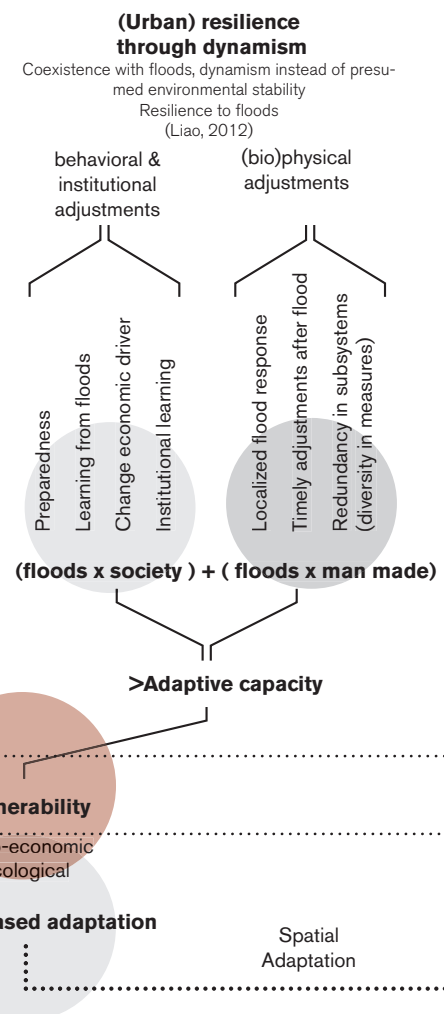 (Urban) resilience
through dynamism
Coexistence with floods, dynamism instead of presu-
med environmental stability
Resilience to floods
(Liao, 2012)
behavioral &
institutional
adjustments
(bio)physical
adjustments
Preparedness
Learning from floods
Change economic driver
Institutional learning
Localized flood response
Timely adjustments after flood
Redundancy in subsystems
(diversity in measures)
(floods x society ) + ( floods x man made)
>Adaptive capacity
nerability
-economic
cological
ased adaptation
Spatial
Adaptation